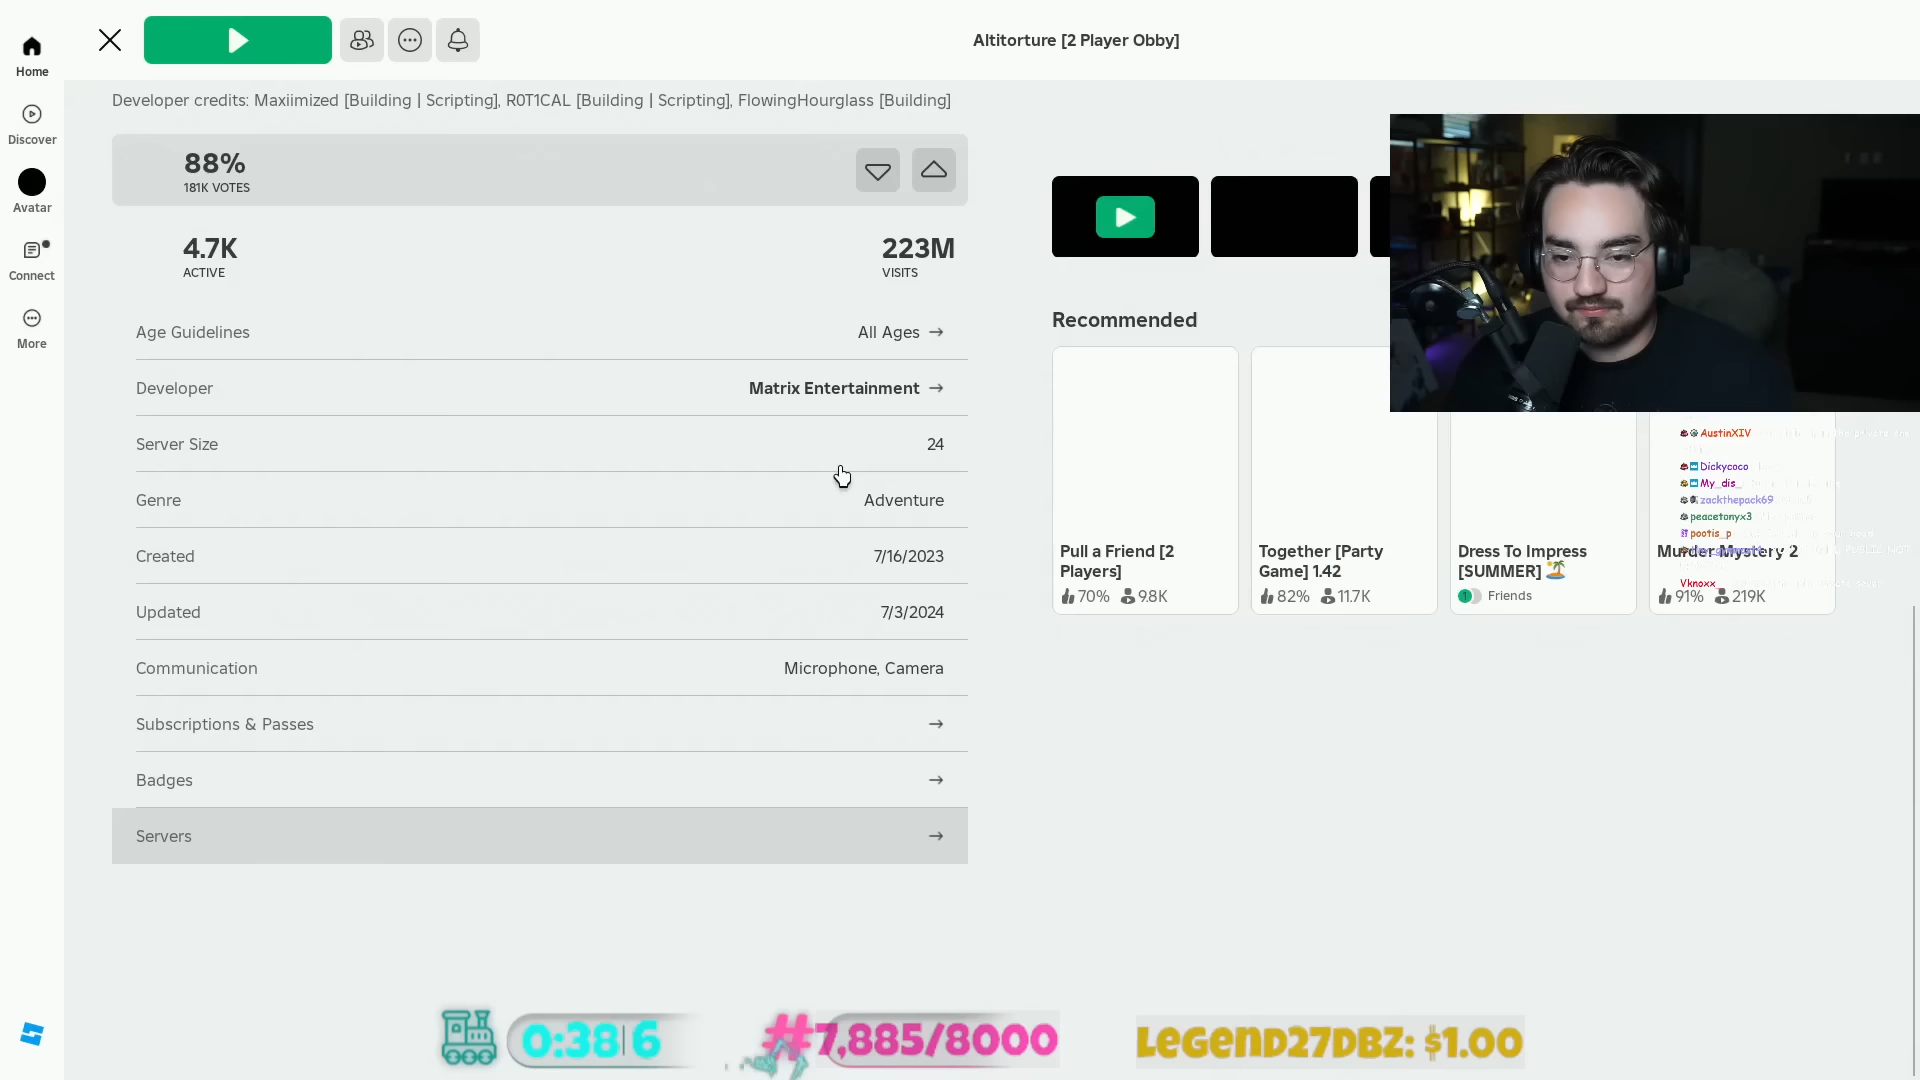 Altitorture [2 Player Obby]
Home
Discover
Avatar
Connect
More
Developer credits: Maxiimized [Building | Scripting], R0T1CAL [Building | Scripting], FlowingHourglass [Building]
88%
181K VOTES
4.7K
ACTIVE
223M
VISITS
Age Guidelines
All Ages
Developer
Matrix Entertainment
Server Size
24
Genre
Adventure
Created
7/16/2023
Updated
7/3/2024
Communication
Microphone, Camera
Subscriptions & Passes
Badges
Servers
Recommended
Pull a Friend [2
Players]
70% 9.8K
Together [Party
Game] 1.42
82% 11.7K
Dress To Impress
[SUMMER]
1 Friends
Murder Mystery 2
91% 219K
AustinXIV
Dickycoco
My_dis_
zackthepack69
peacetonyx3
pootis_p
Vknoxx_
0:38|6
#7,885/8000
LEGEND27DBZ: $1.00